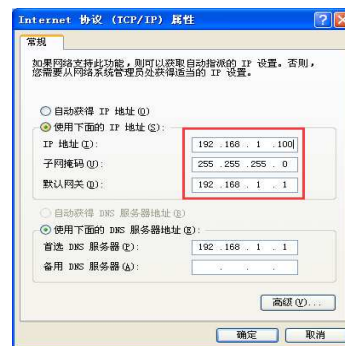 Internet 协议 (TCP/IP) 属性
常规
如果网络支持此功能，则可以获取自动指派的 IP 设置。否则，
您需要从网络系统管理员处获得适当的 IP 设置。
自动获得 IP 地址(O)
使用下面的 IP 地址(S):
IP 地址(I): 192 .168 . 1 .100
子网掩码(U): 255 .255 .255 . 0
默认网关(D): 192 .168 . 1 . 1
自动获得 DNS 服务器地址(B)
使用下面的 DNS 服务器地址(E):
首选 DNS 服务器(P): 192 .168 . 1 . 1
备用 DNS 服务器(A): . . .
高级(V)...
确定 取消